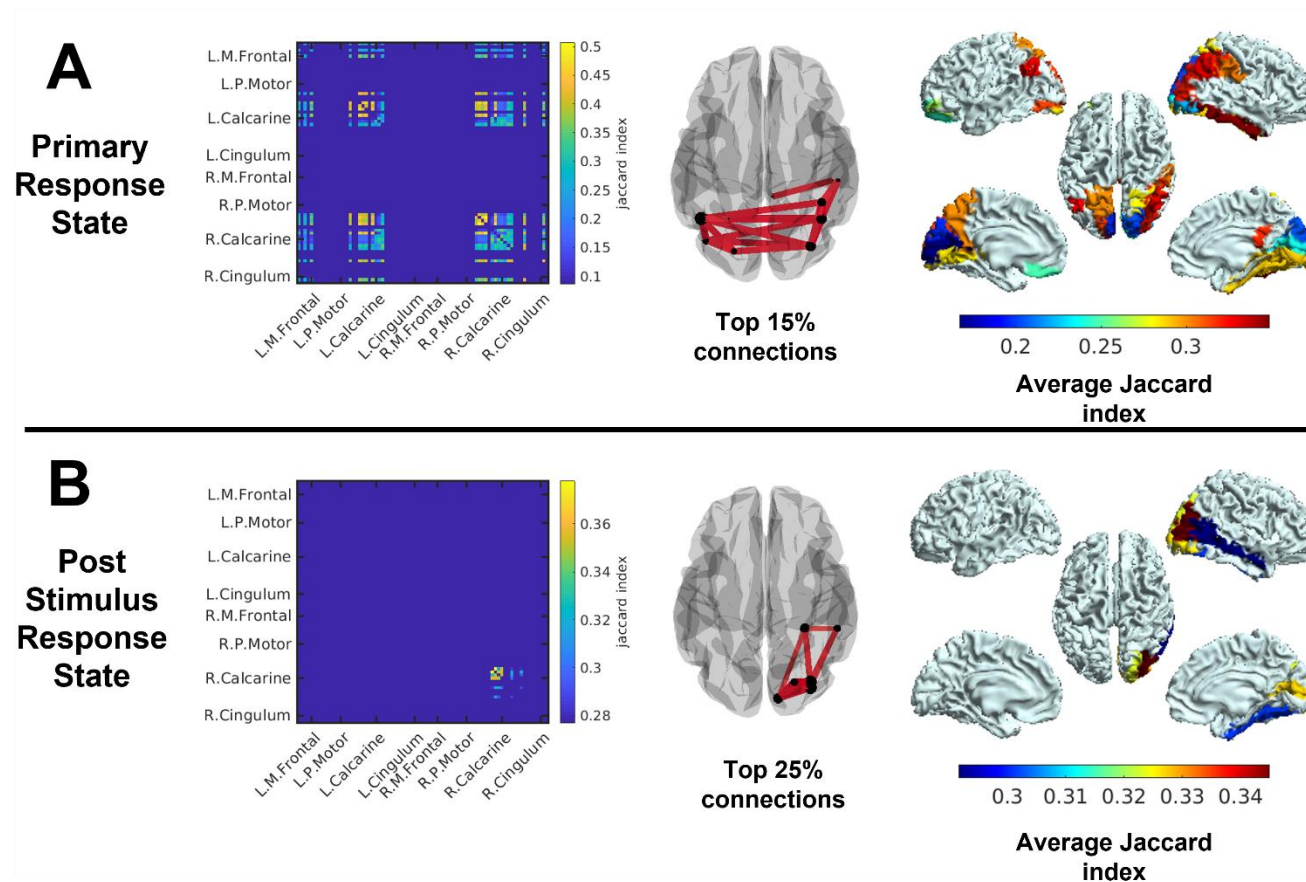 A
Primary
Response
State
L.M.Frontal
L.P.Motor
L.Calcarine
L.Cingulum
R.M.Frontal
R.P.Motor
R.Calcarine
R.Cingulum
L.M.Frontal
L.P.Motor
L.Calcarine
L.Cingulum
R.M.Frontal
R.P.Motor
R.Calcarine
R.Cingulum
0.5
0.45
0.4
0.35
0.3
0.25
0.2
0.15
0.1
jaccard index
Top 15%
connections
0.2 0.25 0.3
Average Jaccard
index
B
Post
Stimulus
Response
State
L.M.Frontal
L.P.Motor
L.Calcarine
L.Cingulum
R.M.Frontal
R.P.Motor
R.Calcarine
R.Cingulum
L.M.Frontal
L.P.Motor
L.Calcarine
L.Cingulum
R.M.Frontal
R.P.Motor
R.Calcarine
R.Cingulum
0.36
0.34
0.32
0.3
0.28
jaccard index
Top 25%
connections
0.3 0.31 0.32 0.33 0.34
Average Jaccard
index